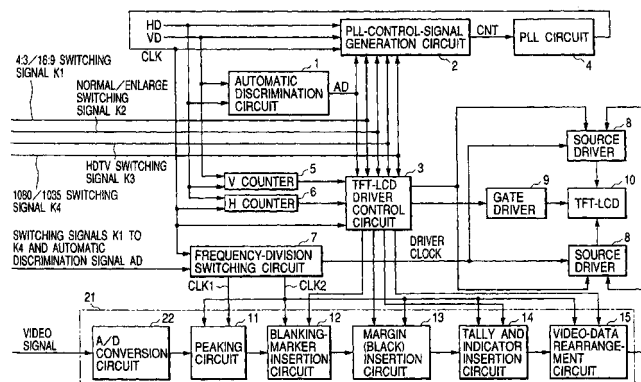 HD
VD
CLK
PLL-CONTROL-SIGNAL
GENERATION CIRCUIT
2
CNT
PLL CIRCUIT
4
4:3/16:9 SWITCHING
SIGNAL K1
NORMAL/ENLARGE
SWITCHING
SIGNAL K2
1
AUTOMATIC
DISCRIMINATION
CIRCUIT
AD
HDTV SWITCHING
SIGNAL K3
1080/1035 SWITCHING
SIGNAL K4
5
V COUNTER
6
H COUNTER
3
TFT-LCD
DRIVER
CONTROL
CIRCUIT
8
SOURCE
DRIVER
9
GATE
DRIVER
10
TFT-LCD
SWITCHING SIGNALS K1 TO
K4 AND AUTOMATIC
DISCRIMINATION SIGNAL AD
7
FREQUENCY-DIVISION
SWITCHING CIRCUIT
DRIVER
CLOCK
8
SOURCE
DRIVER
CLK1
CLK2
21
VIDEO
SIGNAL
22
A/D
CONVERSION
CIRCUIT
11
PEAKING
CIRCUIT
12
BLANKING-
MARKER
INSERTION
CIRCUIT
13
MARGIN
(BLACK)
INSERTION
CIRCUIT
14
TALLY AND
INDICATOR
INSERTION
CIRCUIT
15
VIDEO-DATA
REARRANGE-
MENT
CIRCUIT